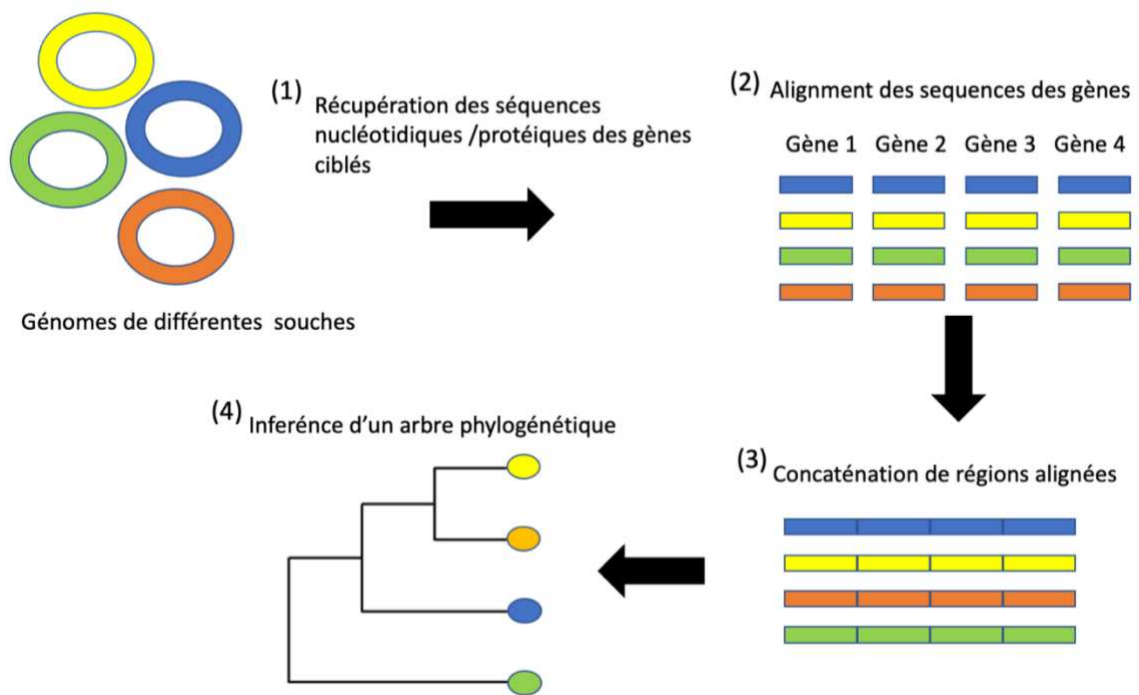 (1) Récupération des séquences
nucléotidiques /protéiques des gènes
ciblés
Génomes de différentes souches
(2) Alignment des sequences des gènes
Gène 1 Gène 2 Gène 3 Gène 4
(3) Concaténation de régions alignées
(4) Inferénce d'un arbre phylogénétique